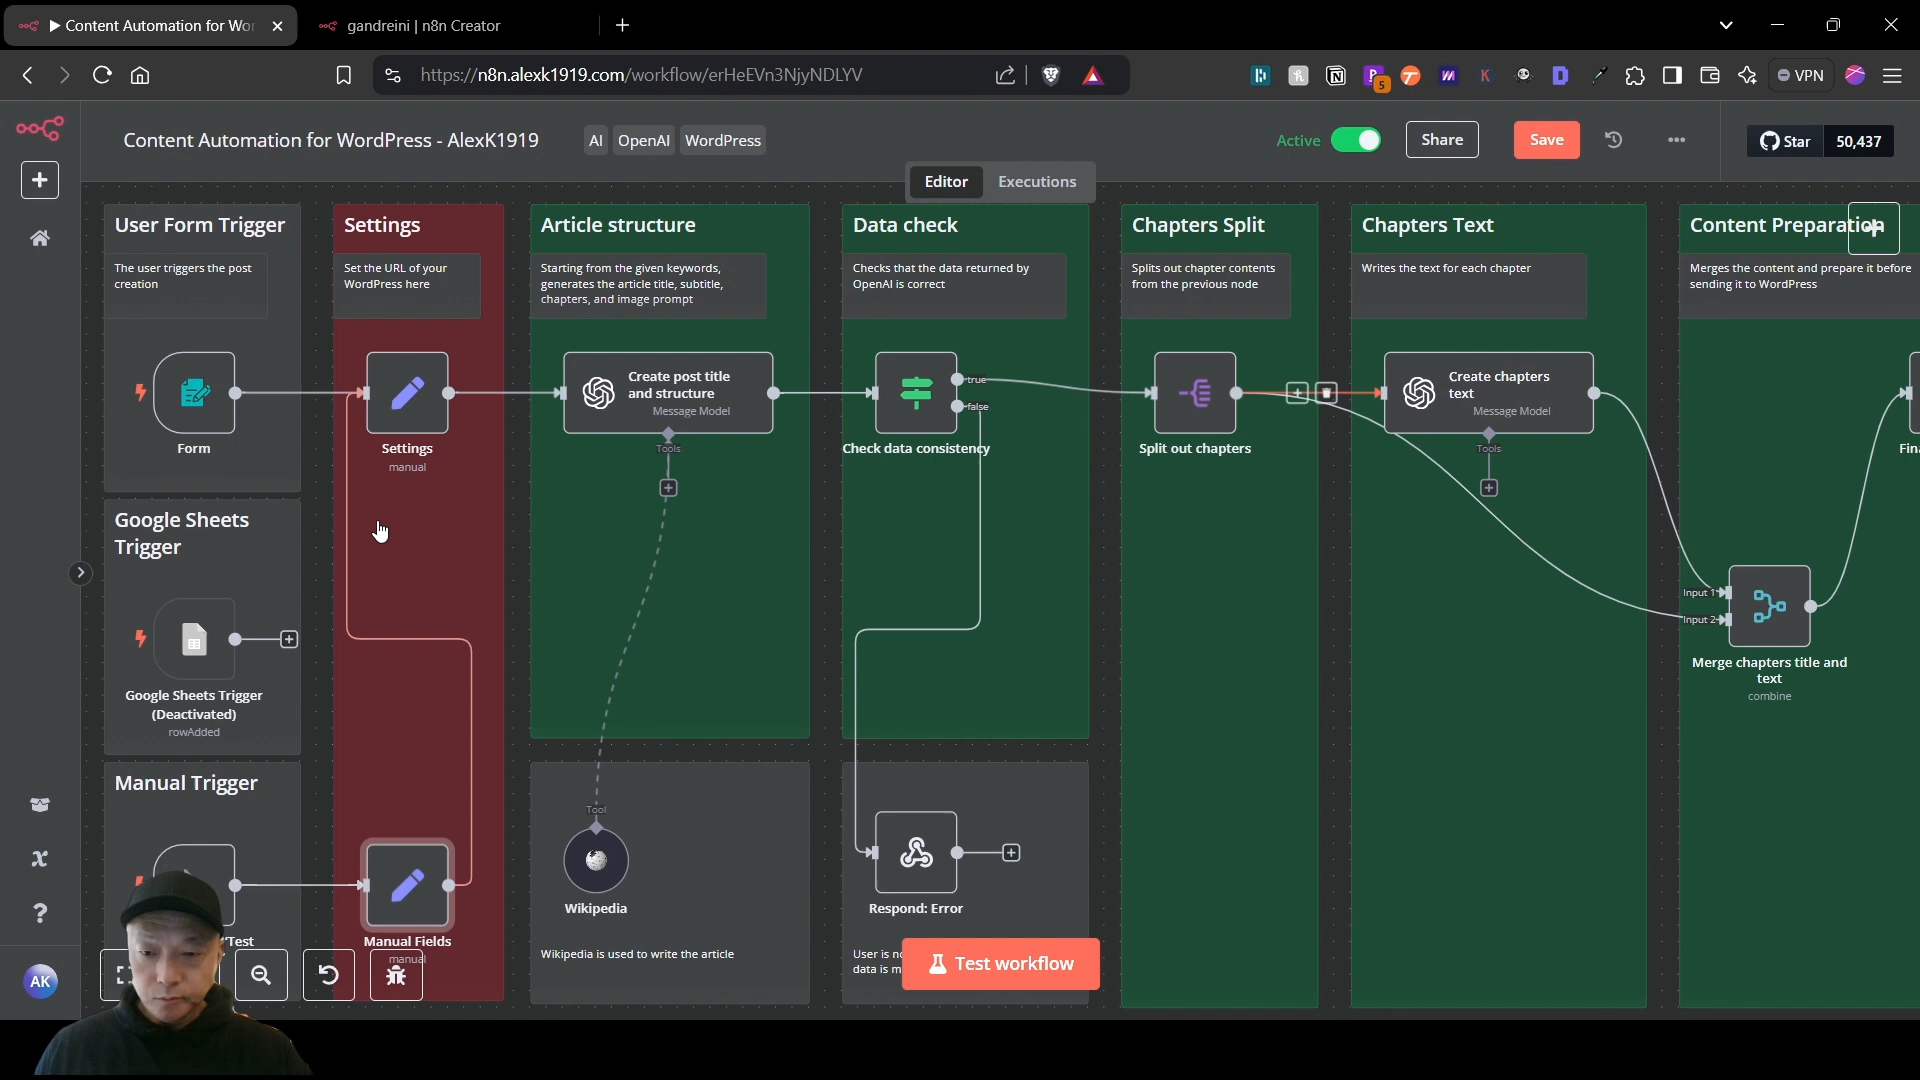 Content Automation for Wor
gandreini | n8n Creator
https://n8n.alexk1919.com/workflow/erHeEVn3NjyNDLYV
5
VPN
Content Automation for WordPress - AlexK1919
AI
OpenAI
WordPress
Active
Share
Save
Star
50,437
Editor
Executions
User Form Trigger
The user triggers the post
creation
Form
Google Sheets
Trigger
Google Sheets Trigger
(Deactivated)
rowAdded
Manual Trigger
Test
Settings
Set the URL of your
WordPress here
Settings
manual
Manual Fields
manual
Article structure
Starting from the given keywords,
generates the article title, subtitle,
chapters, and image prompt
Create post title
and structure
Message Model
Tools
Tool
Wikipedia
Wikipedia is used to write the article
Data check
Checks that the data returned by
OpenAI is correct
true
false
Check data consistency
Respond: Error
User is no
data is m
Test workflow
Chapters Split
Splits out chapter contents
from the previous node
Split out chapters
Chapters Text
Writes the text for each chapter
Create chapters
text
Message Model
Tools
Content Preparation
Merges the content and prepare it before
sending it to WordPress
Fina
Input 1
Input 2
Merge chapters title and
text
combine
AK